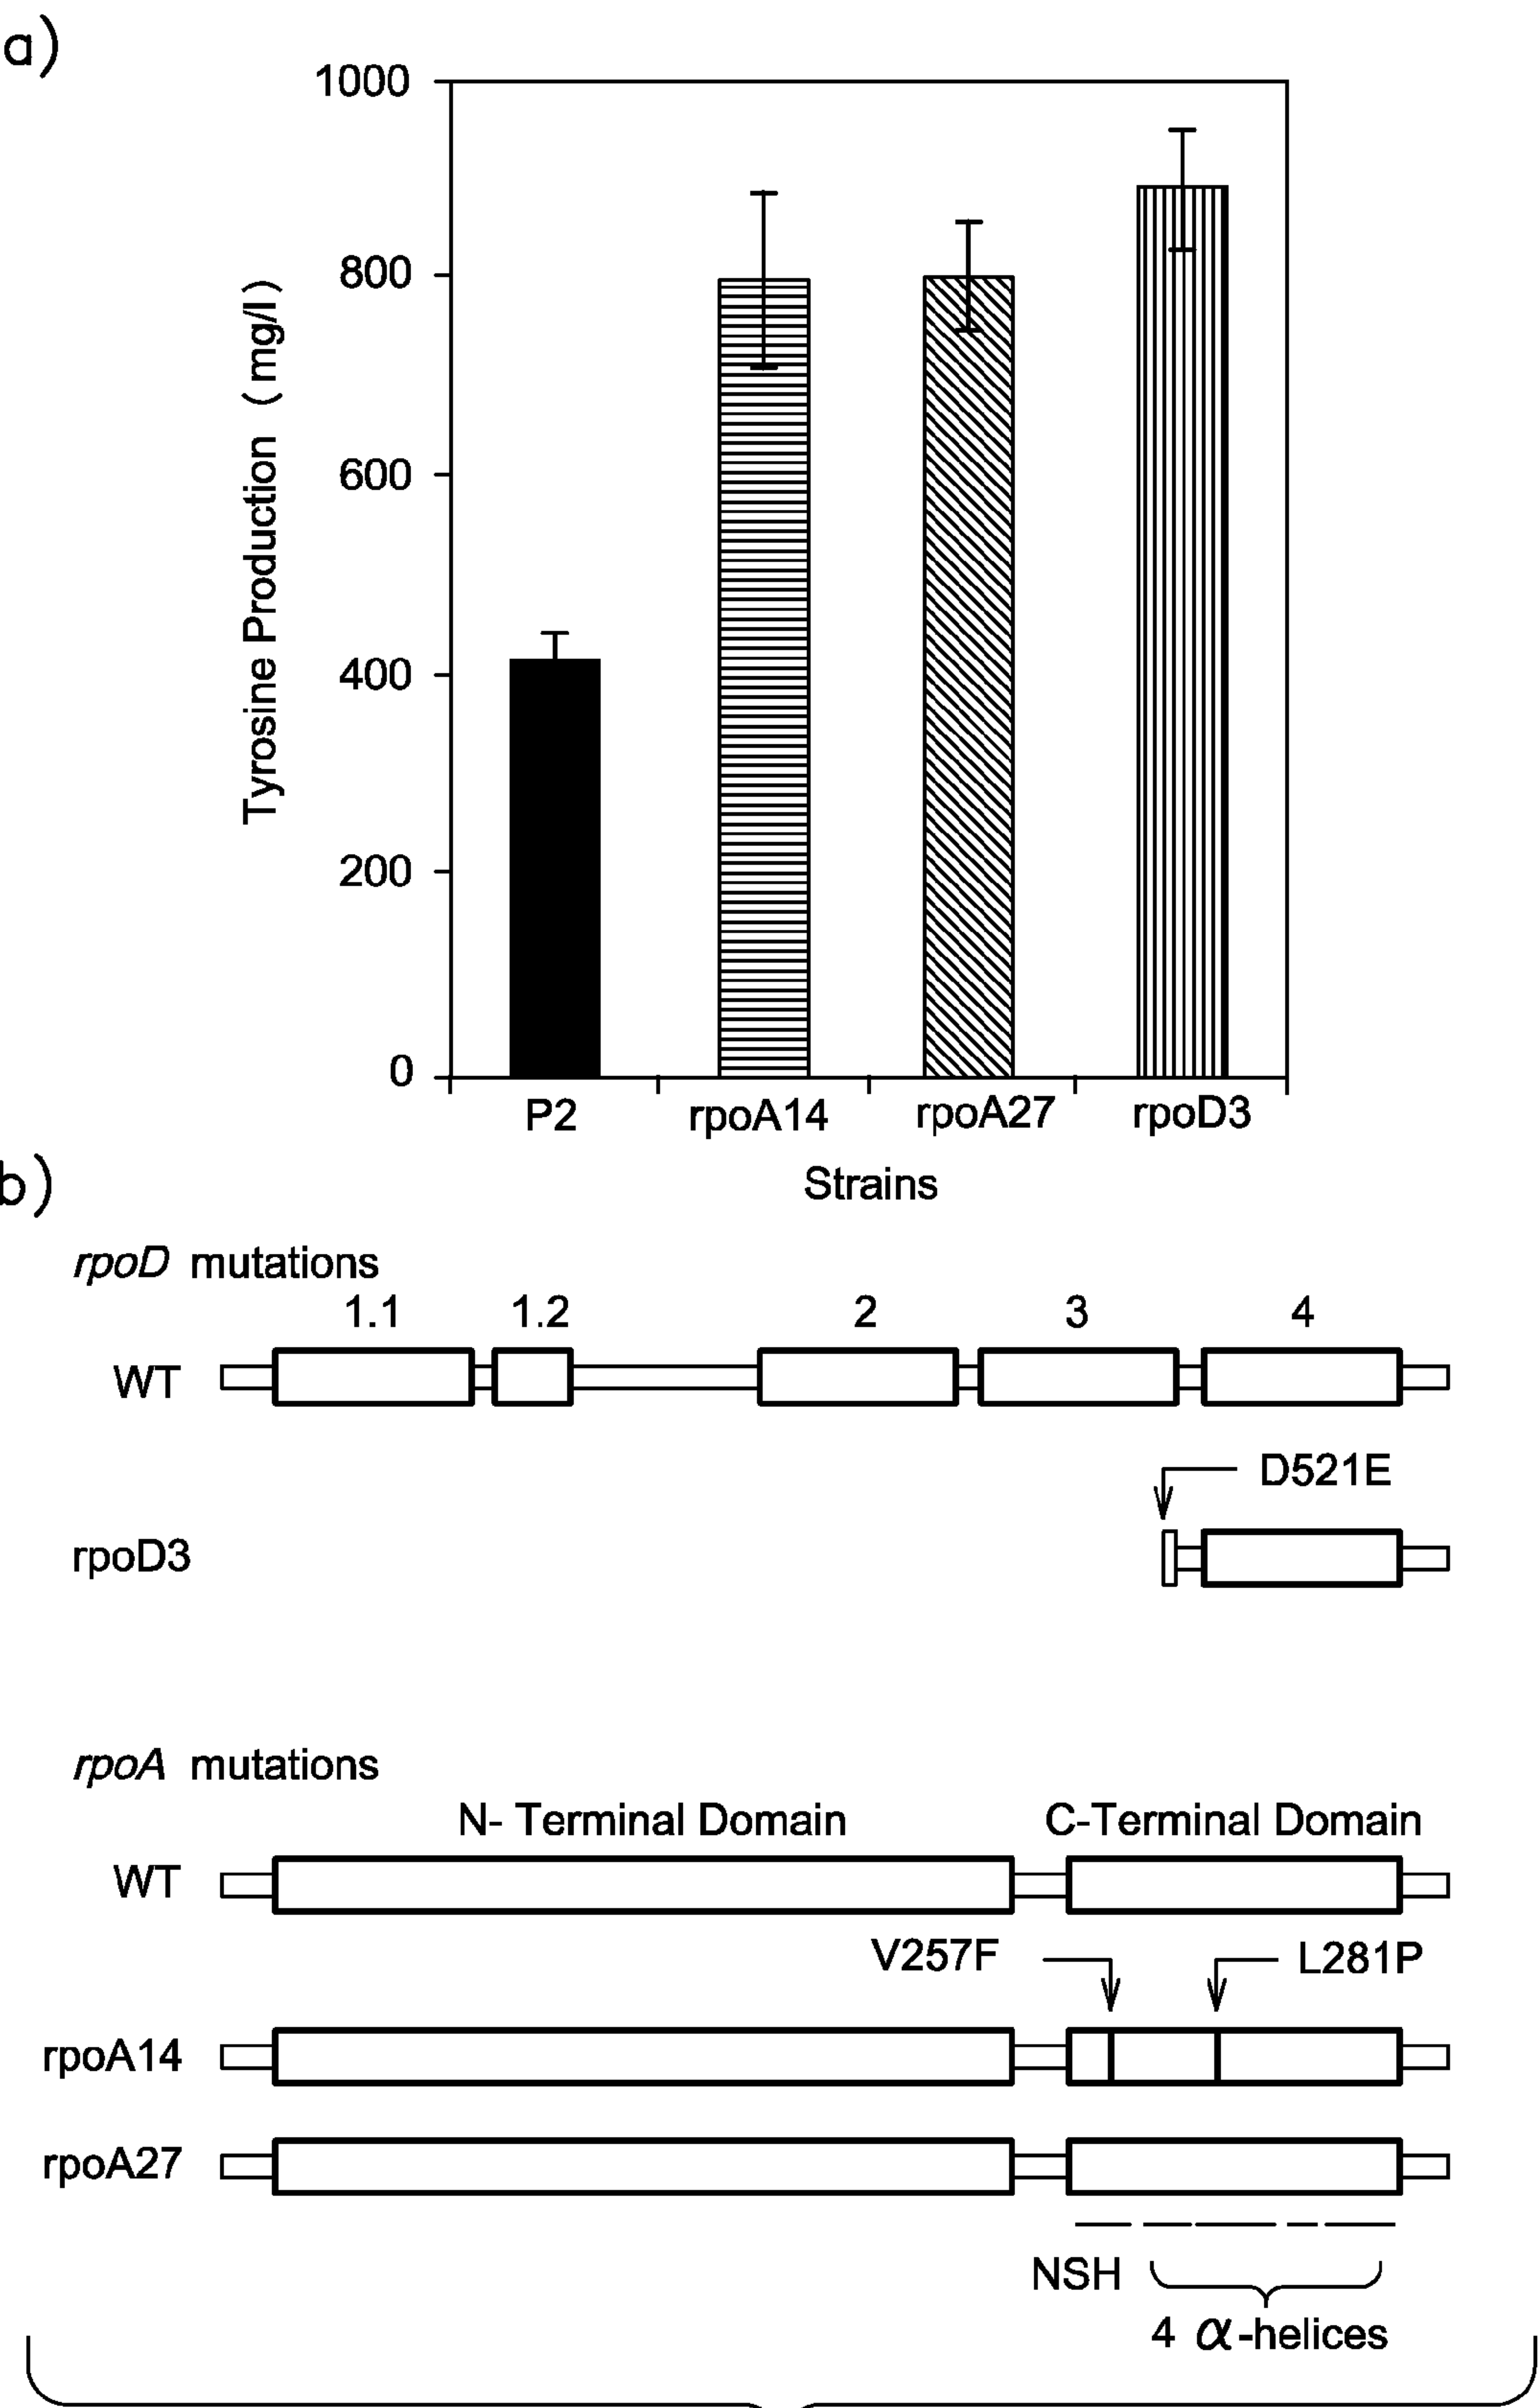 a)
1000
800
600
400
200
0
Tyrosine Production (mg/l)
P2 rpoA14 rpoA27 rpoD3
Strains
b)
rpoD mutations
1.1 1.2 2 3 4
WT
D521E
rpoD3
rpoA mutations
N- Terminal Domain C-Terminal Domain
WT
V257F L281P
rpoA14
rpoA27
NSH
4 α-helices